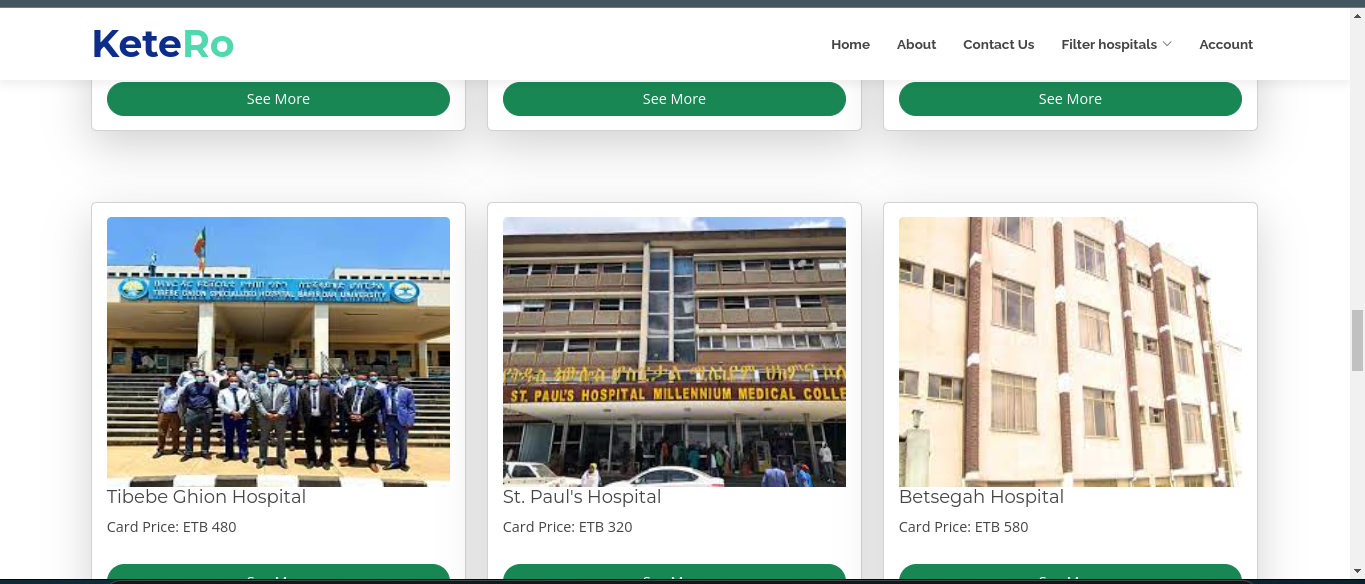 KeteRo
Home About Contact Us Filter hospitals Account
See More See More See More
TIBEBE GHION SPECIALIZED HOSPITAL BAHIR DAR UNIVERSITY
ST. PAUL'S HOSPITAL MILLENNIUM MEDICAL COLLE
Tibebe Ghion Hospital St. Paul's Hospital Betsegah Hospital
Card Price: ETB 480 Card Price: ETB 320 Card Price: ETB 580